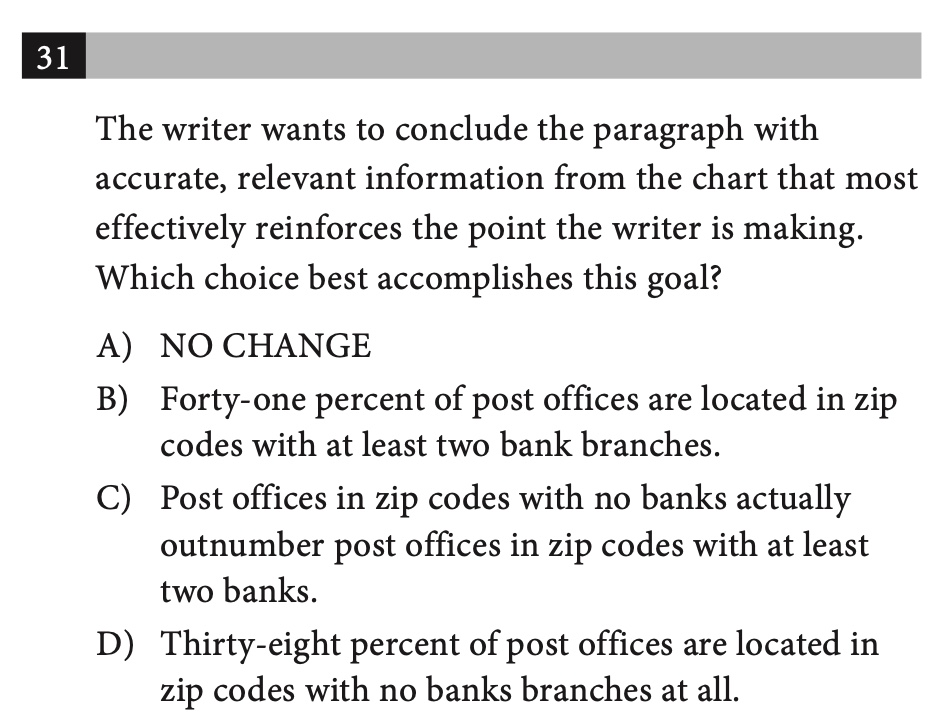 31
The writer wants to conclude the paragraph with
accurate, relevant information from the chart that most
effectively reinforces the point the writer is making.
Which choice best accomplishes this goal?
A) NO CHANGE
B) Forty-one percent of post offices are located in zip
codes with at least two bank branches.
C) Post offices in zip codes with no banks actually
outnumber post offices in zip codes with at least
two banks.
D) Thirty-eight percent of post offices are located in
zip codes with no banks branches at all.